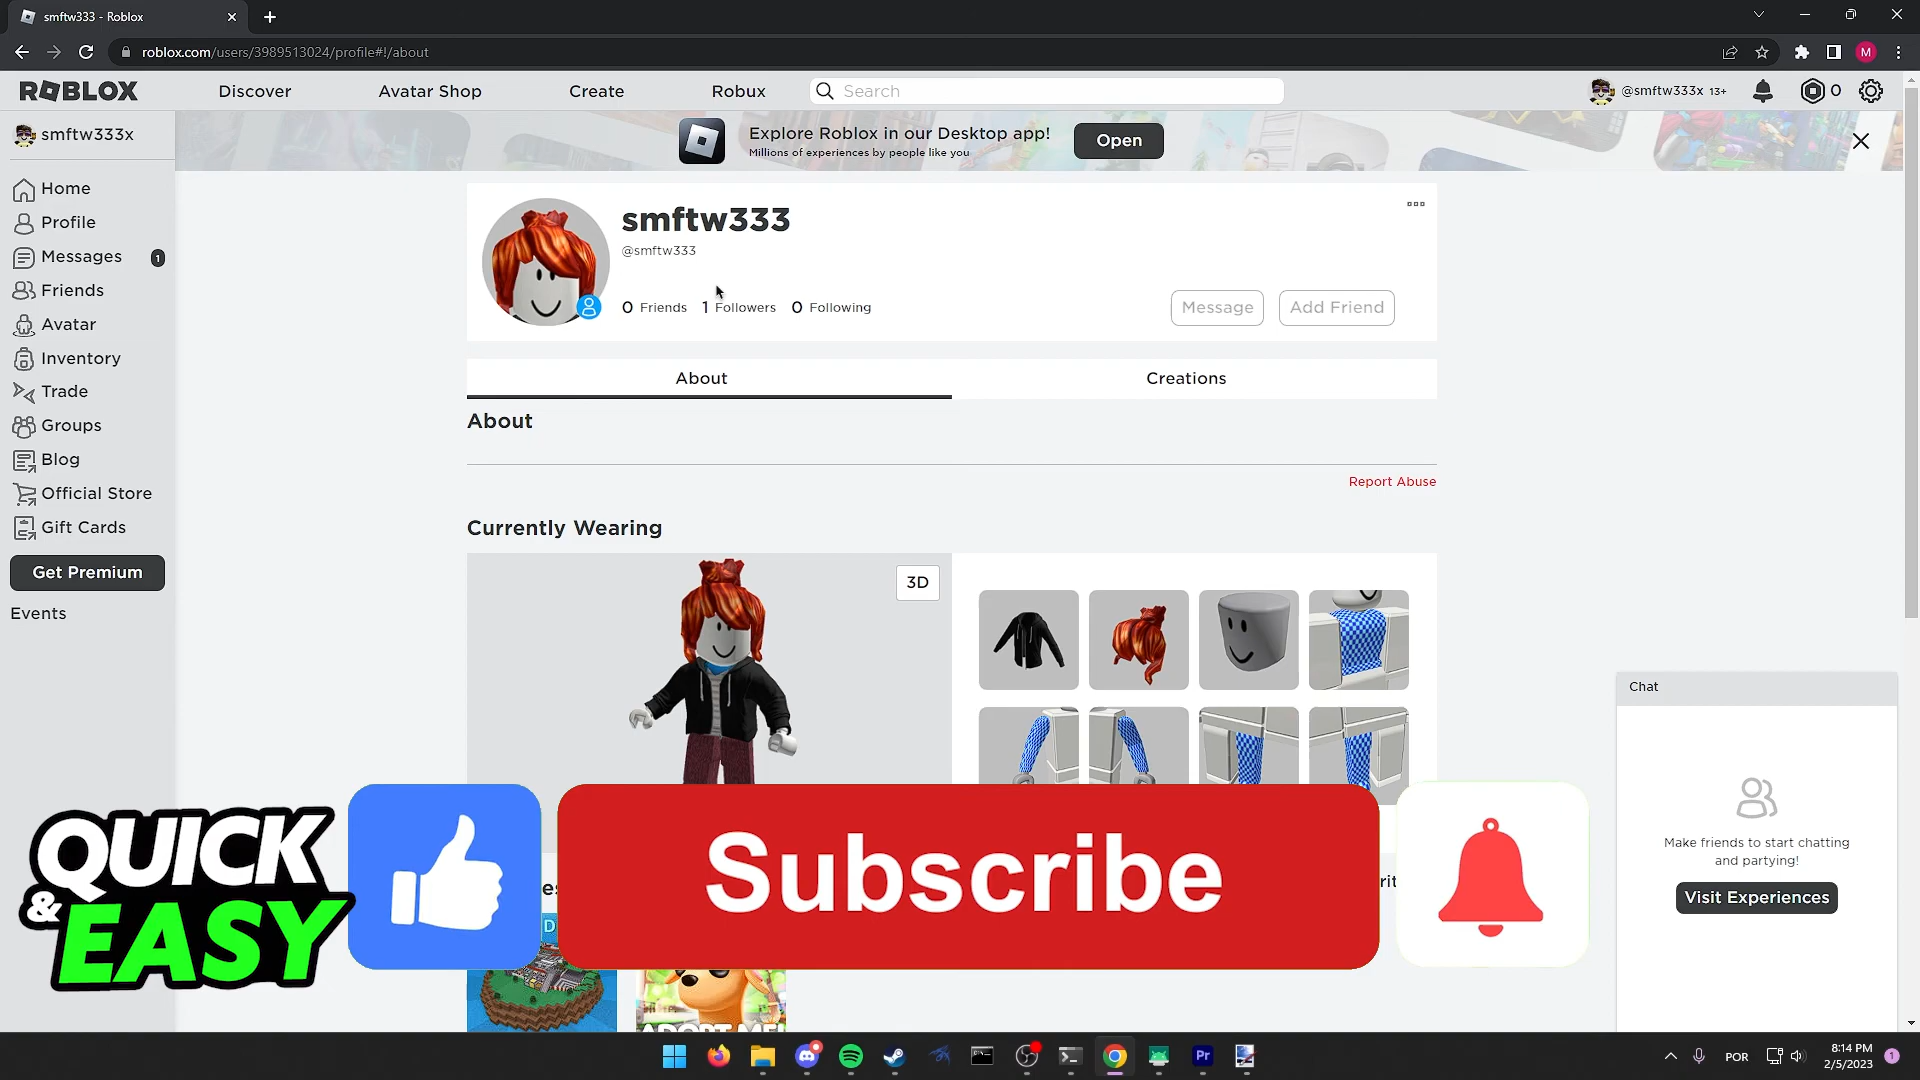 smftw333 - Roblox
roblox.com/users/3989513024/profile#!/about
M
ROBLOX
Discover
Avatar Shop
Create
Robux
Search
@smftw333x 13+
0
smftw333x
Explore Roblox in our Desktop app!
Millions of experiences by people like you
Open
Home
Profile
Messages 1
Friends
Avatar
Inventory
Trade
Groups
Blog
Official Store
Gift Cards
Get Premium
Events
smftw333
@smftw333
0 Friends 1 Followers 0 Following
Message
Add Friend
About
Creations
About
Report Abuse
Currently Wearing
3D
Chat
Make friends to start chatting
and partying!
Visit Experiences
QUICK
& EASY
Subscribe
ADOPT ME!
Pr
POR
8:14 PM
2/5/2023
1